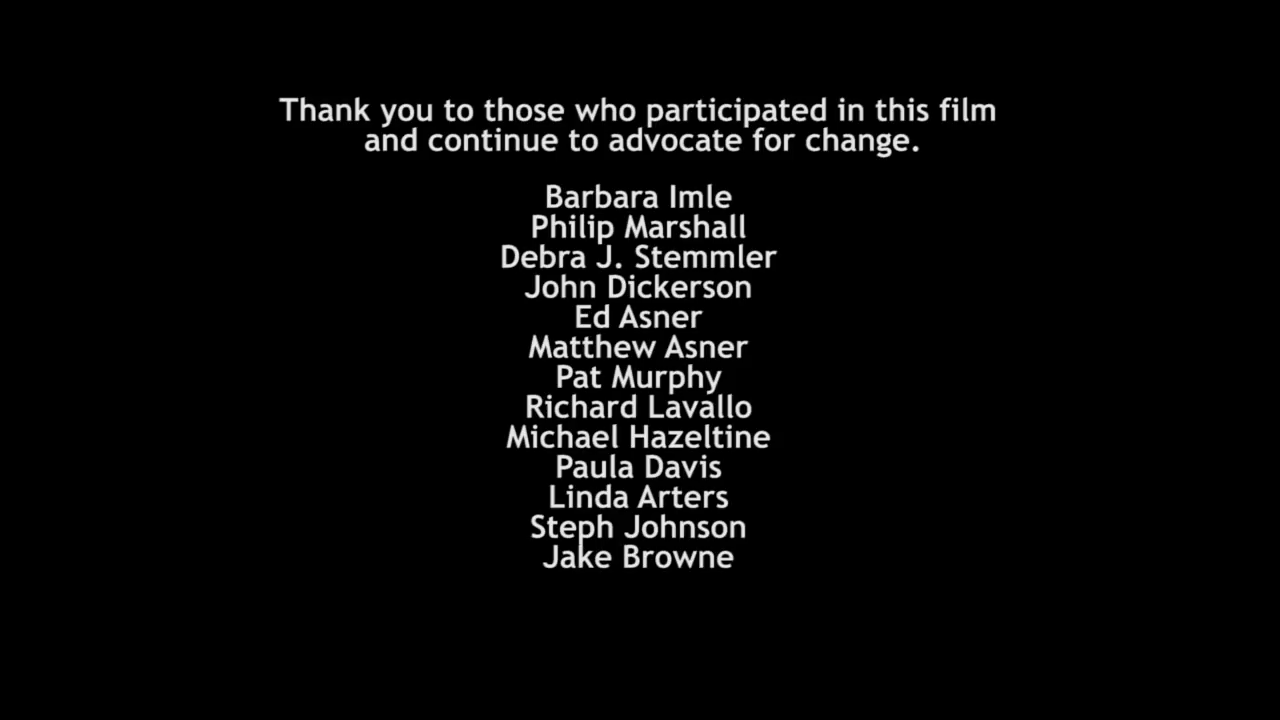 Thank you to those who participated in this film
and continue to advocate for change.
Barbara Imle
Philip Marshall
Debra J. Stemmler
John Dickerson
Ed Asner
Matthew Asner
Pat Murphy
Richard Lavallo
Michael Hazeltine
Paula Davis
Linda Arters
Steph Johnson
Jake Browne